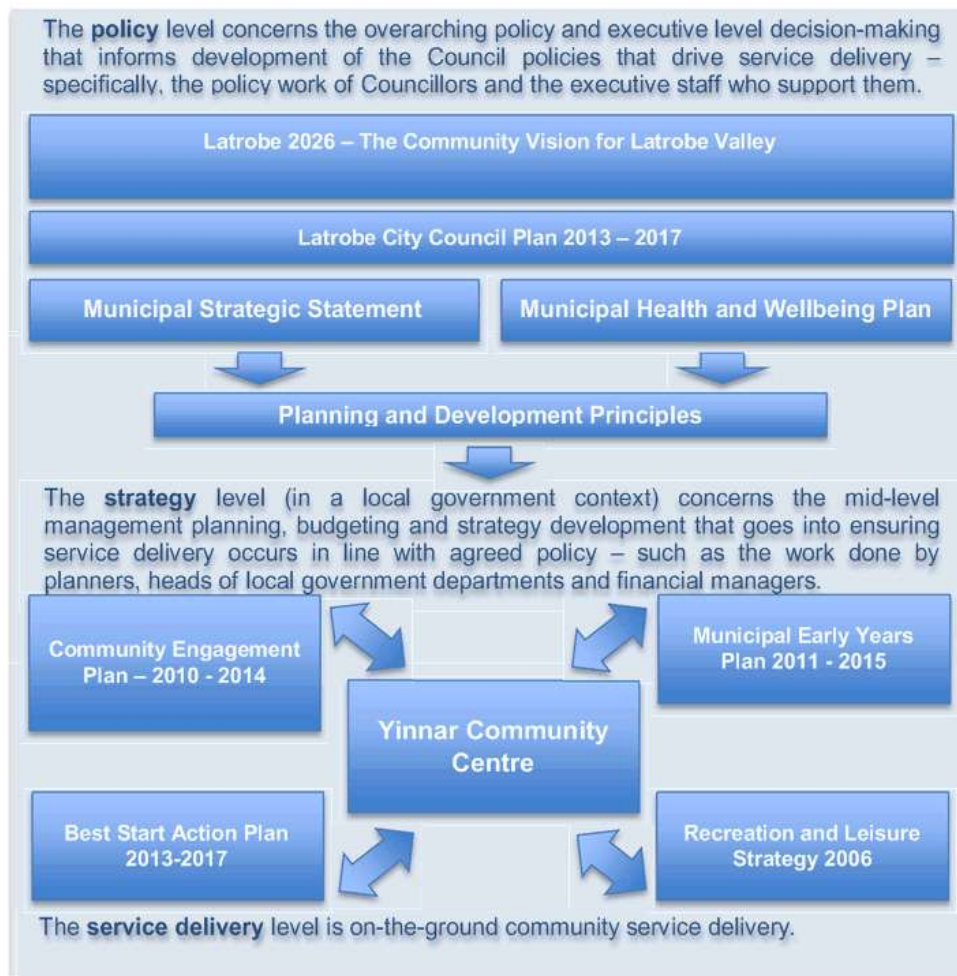 The policy level concerns the overarching policy and executive level decision-making
that informs development of the Council policies that drive service delivery –
specifically, the policy work of Councillors and the executive staff who support them.
Latrobe 2026 – The Community Vision for Latrobe Valley
Latrobe City Council Plan 2013 – 2017
Municipal Strategic Statement
Municipal Health and Wellbeing Plan
Planning and Development Principles
The strategy level (in a local government context) concerns the mid-level
management planning, budgeting and strategy development that goes into ensuring
service delivery occurs in line with agreed policy – such as the work done by
planners, heads of local government departments and financial managers.
Community Engagement
Plan – 2010 - 2014
Municipal Early Years
Plan 2011 - 2015
Yinnar Community
Centre
Best Start Action Plan
2013-2017
Recreation and Leisure
Strategy 2006
The service delivery level is on-the-ground community service delivery.